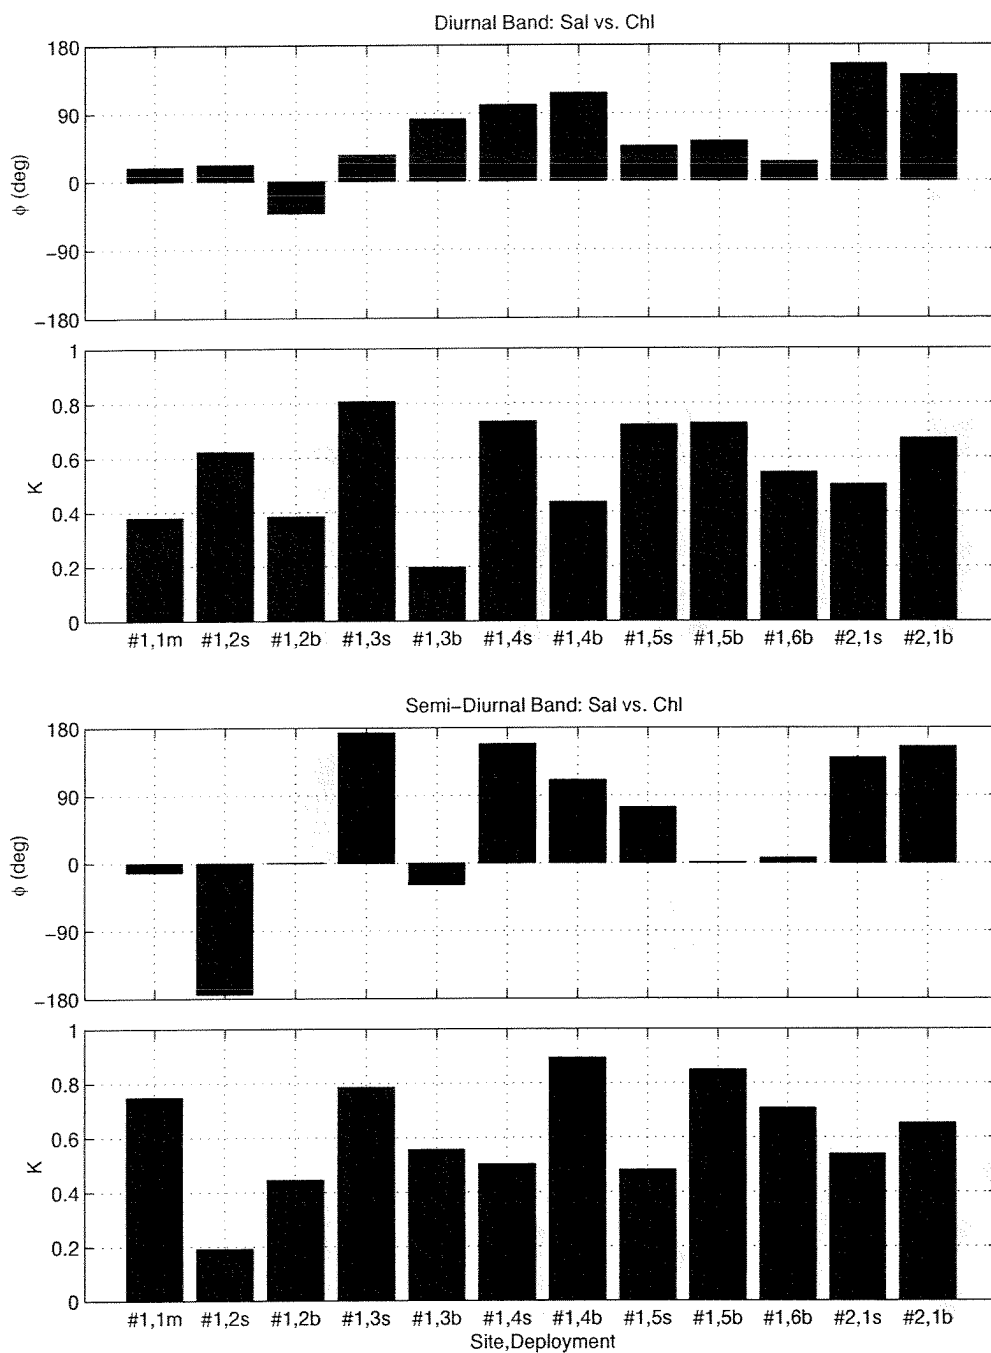 Diurnal Band: Sal vs. Chl
180
90
0
−90
−180
ϕ (deg)
1
0.8
0.6
0.4
0.2
0
K
#1,1m #1,2s #1,2b #1,3s #1,3b #1,4s #1,4b #1,5s #1,5b #1,6b #2,1s #2,1b
Semi−Diurnal Band: Sal vs. Chl
180
90
0
−90
−180
ϕ (deg)
1
0.8
0.6
0.4
0.2
0
K
#1,1m #1,2s #1,2b #1,3s #1,3b #1,4s #1,4b #1,5s #1,5b #1,6b #2,1s #2,1b
Site,Deployment